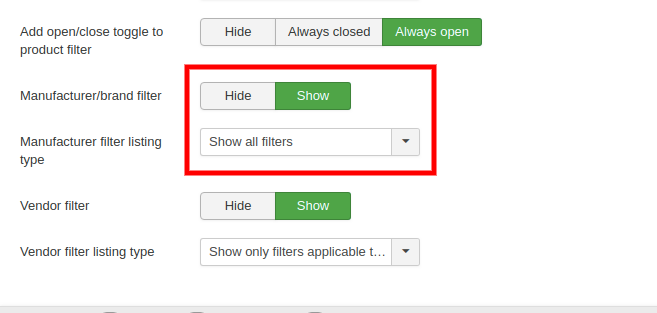 Add open/close toggle to
product filter
Hide Always closed Always open
Manufacturer/brand filter
Hide Show
Manufacturer filter listing
type
Show all filters
Vendor filter
Hide Show
Vendor filter listing type
Show only filters applicable t...